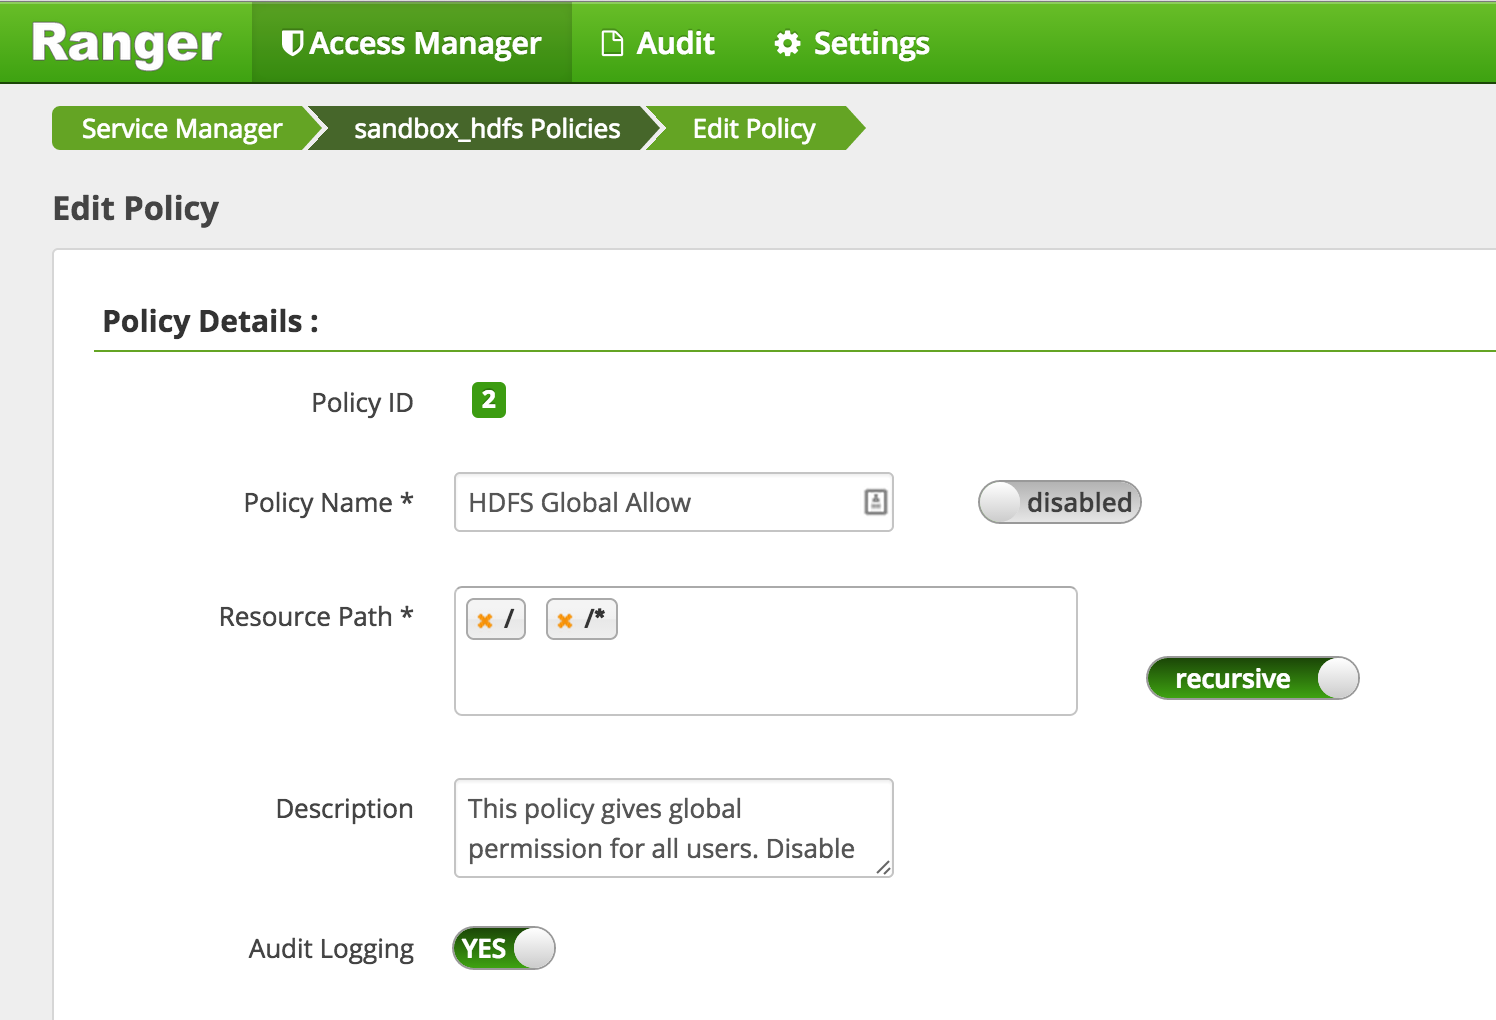 Ranger Access Manager Audit Settings
Service Manager sandbox_hdfs Policies Edit Policy
Edit Policy
Policy Details :
Policy ID 2
Policy Name * HDFS Global Allow disabled
Resource Path * / /*
recursive
Description This policy gives global
permission for all users. Disable
Audit Logging YES